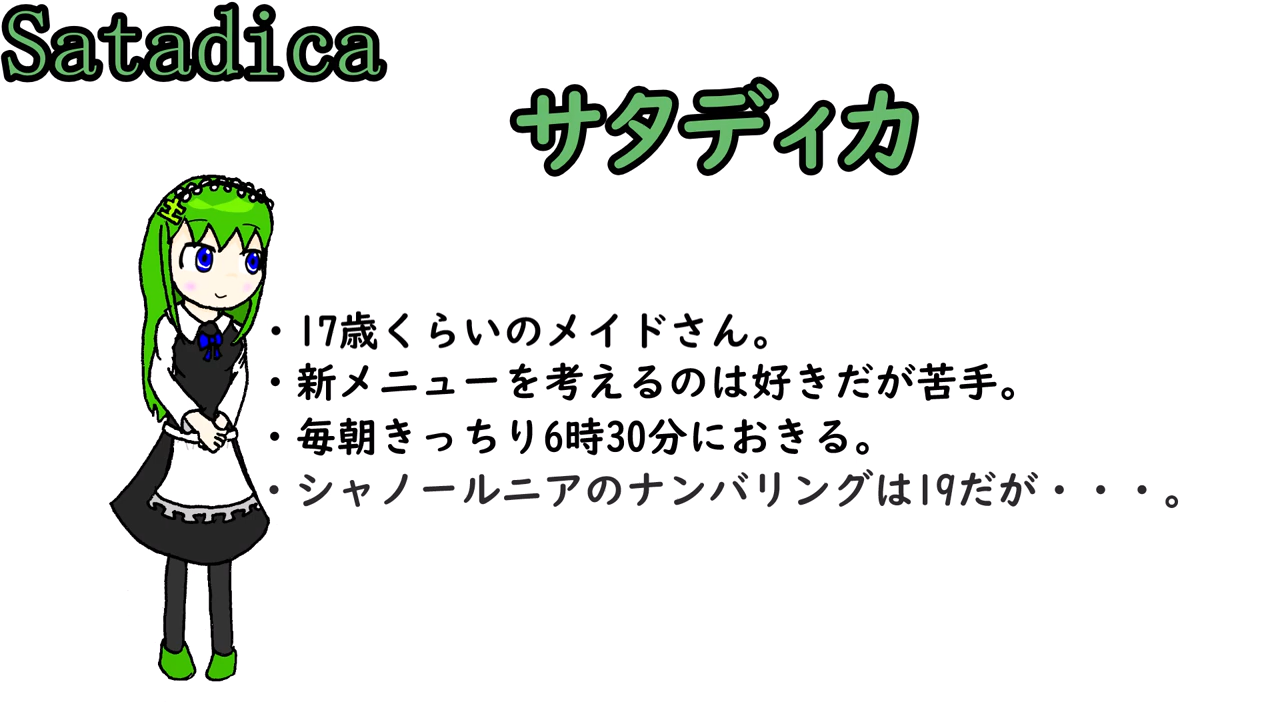 Satadica
サタディカ
土
・17歳くらいのメイドさん。
・新メニューを考えるのは好きだが苦手。
・毎朝きっちり6時30分におきる。
・シャノールニアのナンバリングは19だが・・・。